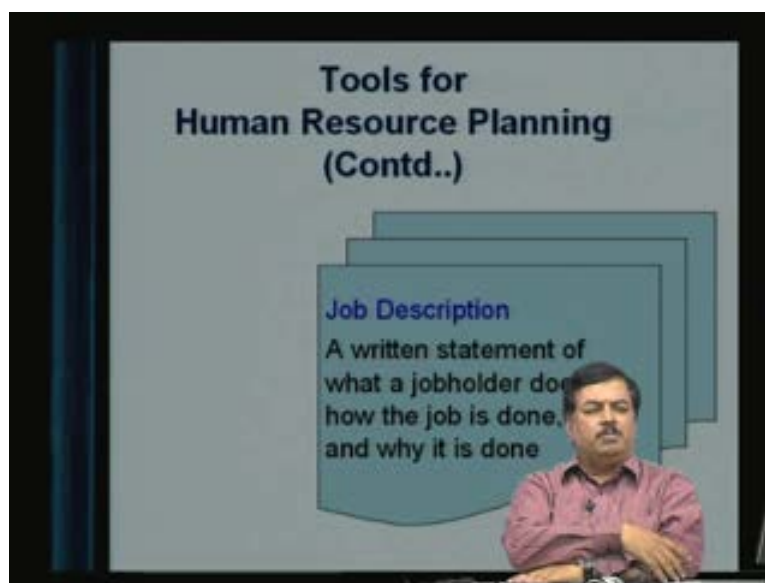 Tools for
Human Resource Planning
(Contd..)
Job Description
A written statement of
what a jobholder
how the job is done,
and why it is done